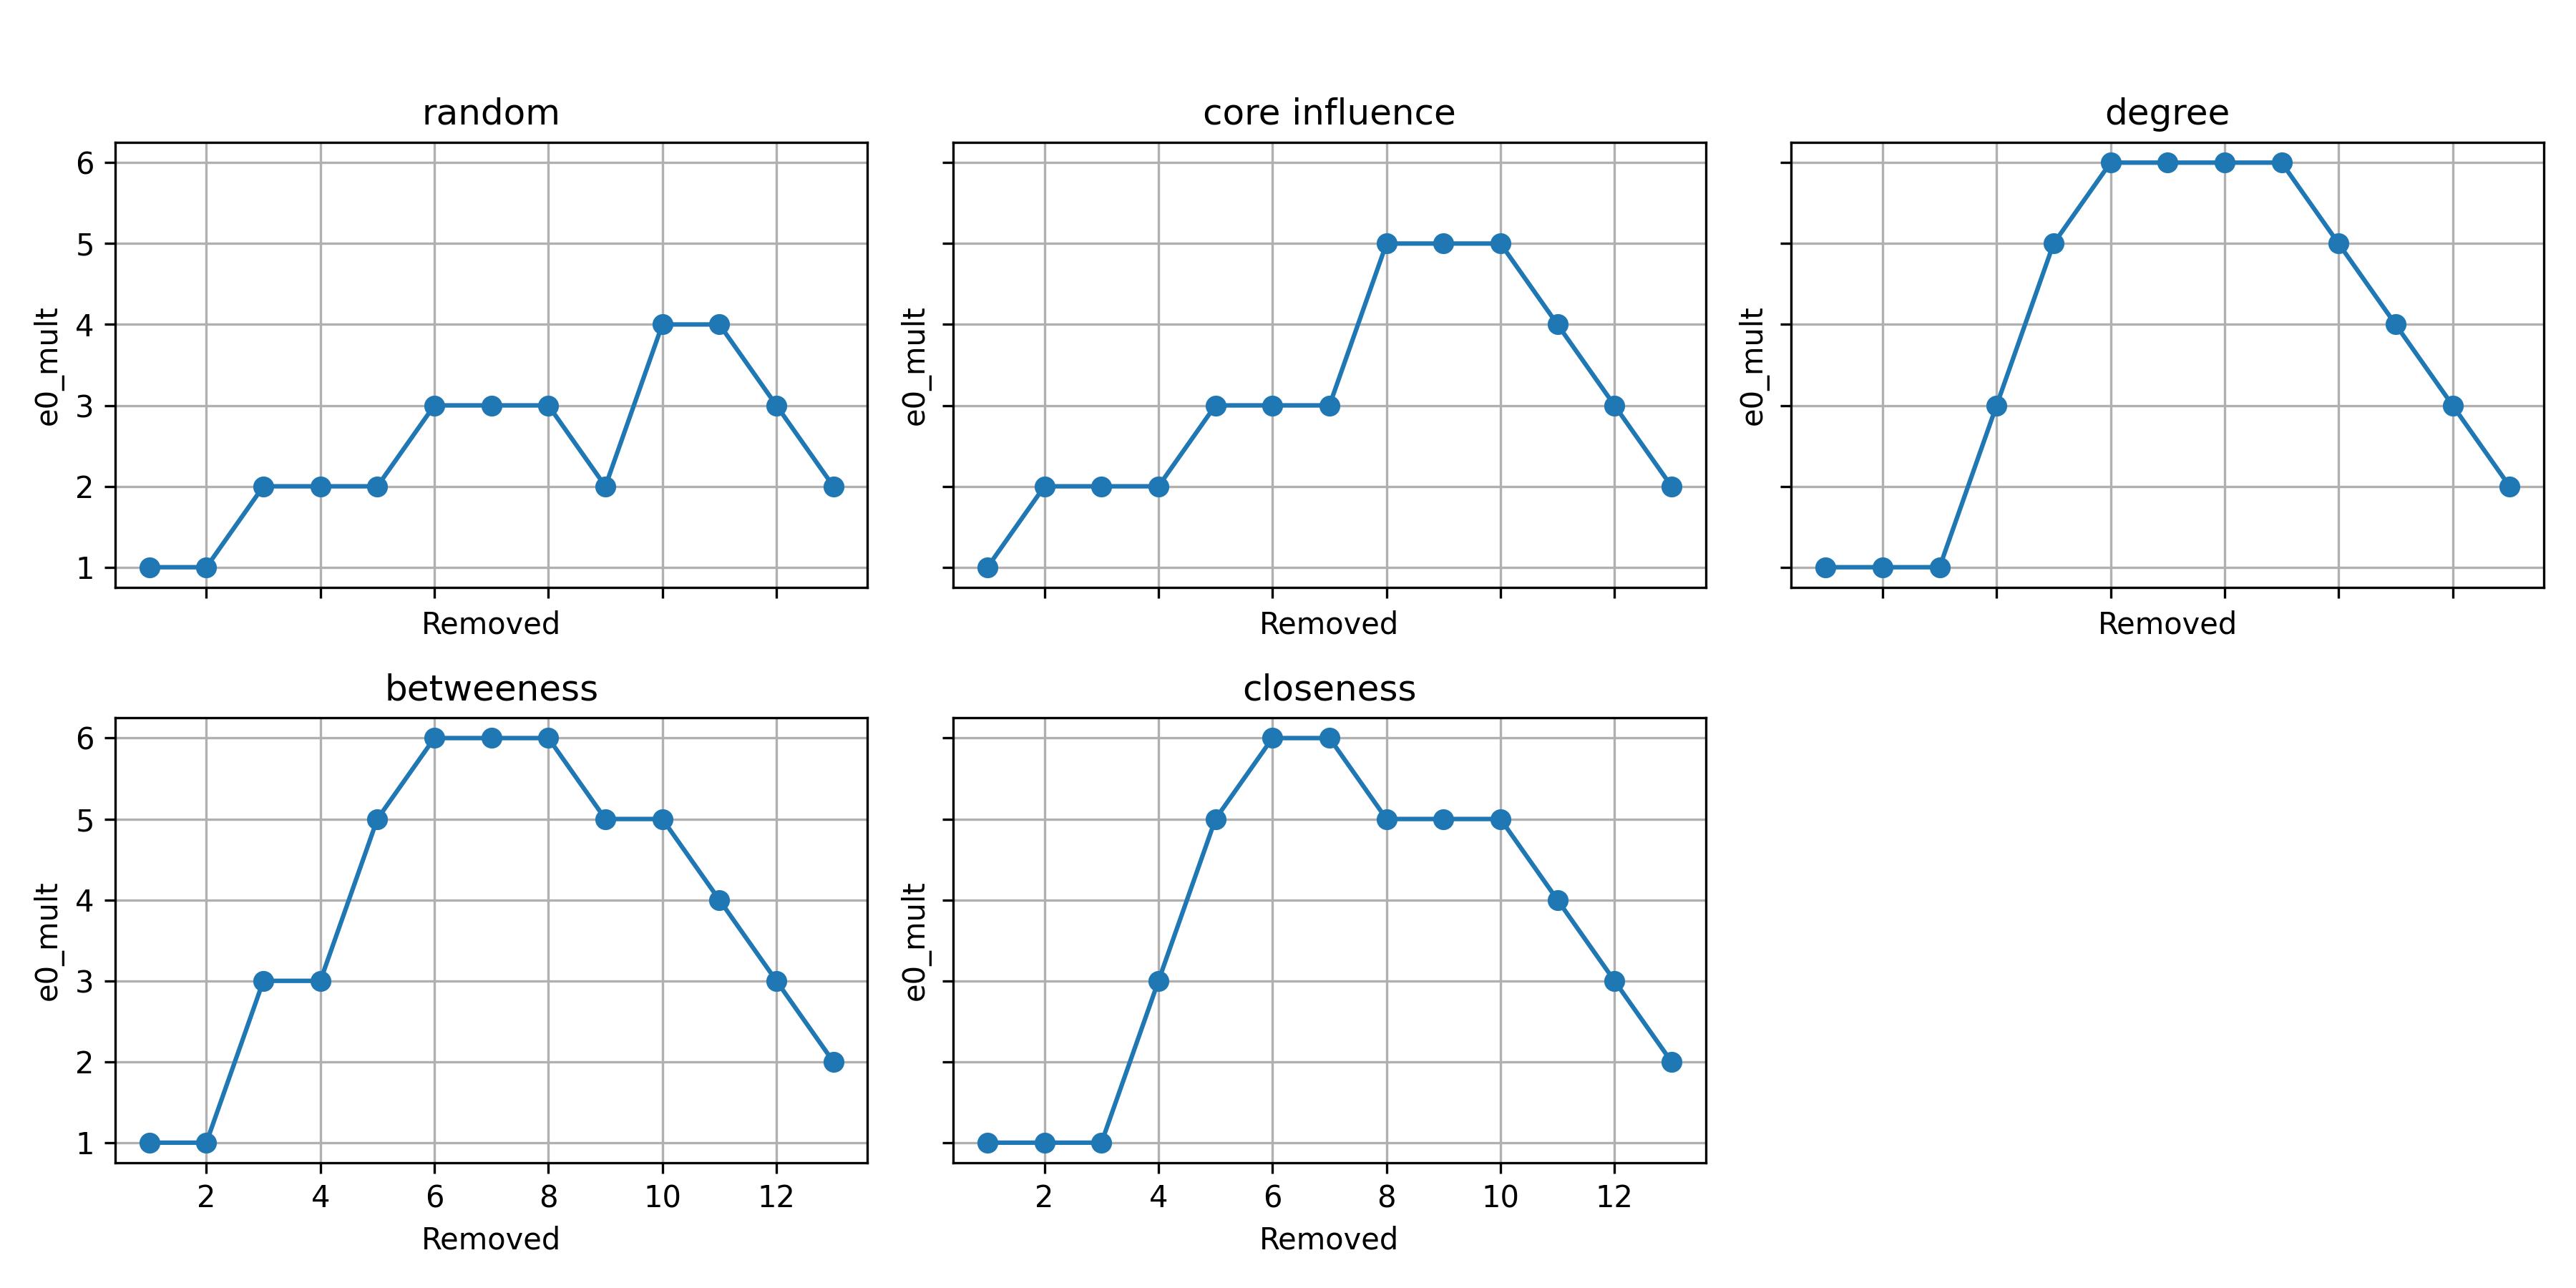 random
6
5
4
3
2
1
e0_mult
Removed
core influence
e0_mult
Removed
degree
e0_mult
Removed
betweeness
6
5
4
3
2
1
e0_mult
2 4 6 8 10 12
Removed
closeness
e0_mult
2 4 6 8 10 12
Removed